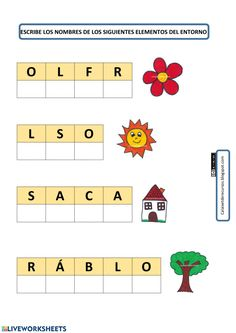 ESCRIBE LOS NOMBRES DE LOS SIGUIENTES ELEMENTOS DEL ENTORNO
O L F R
L S O
S A C A
R Á B L O
LIVEWORKSHEETS